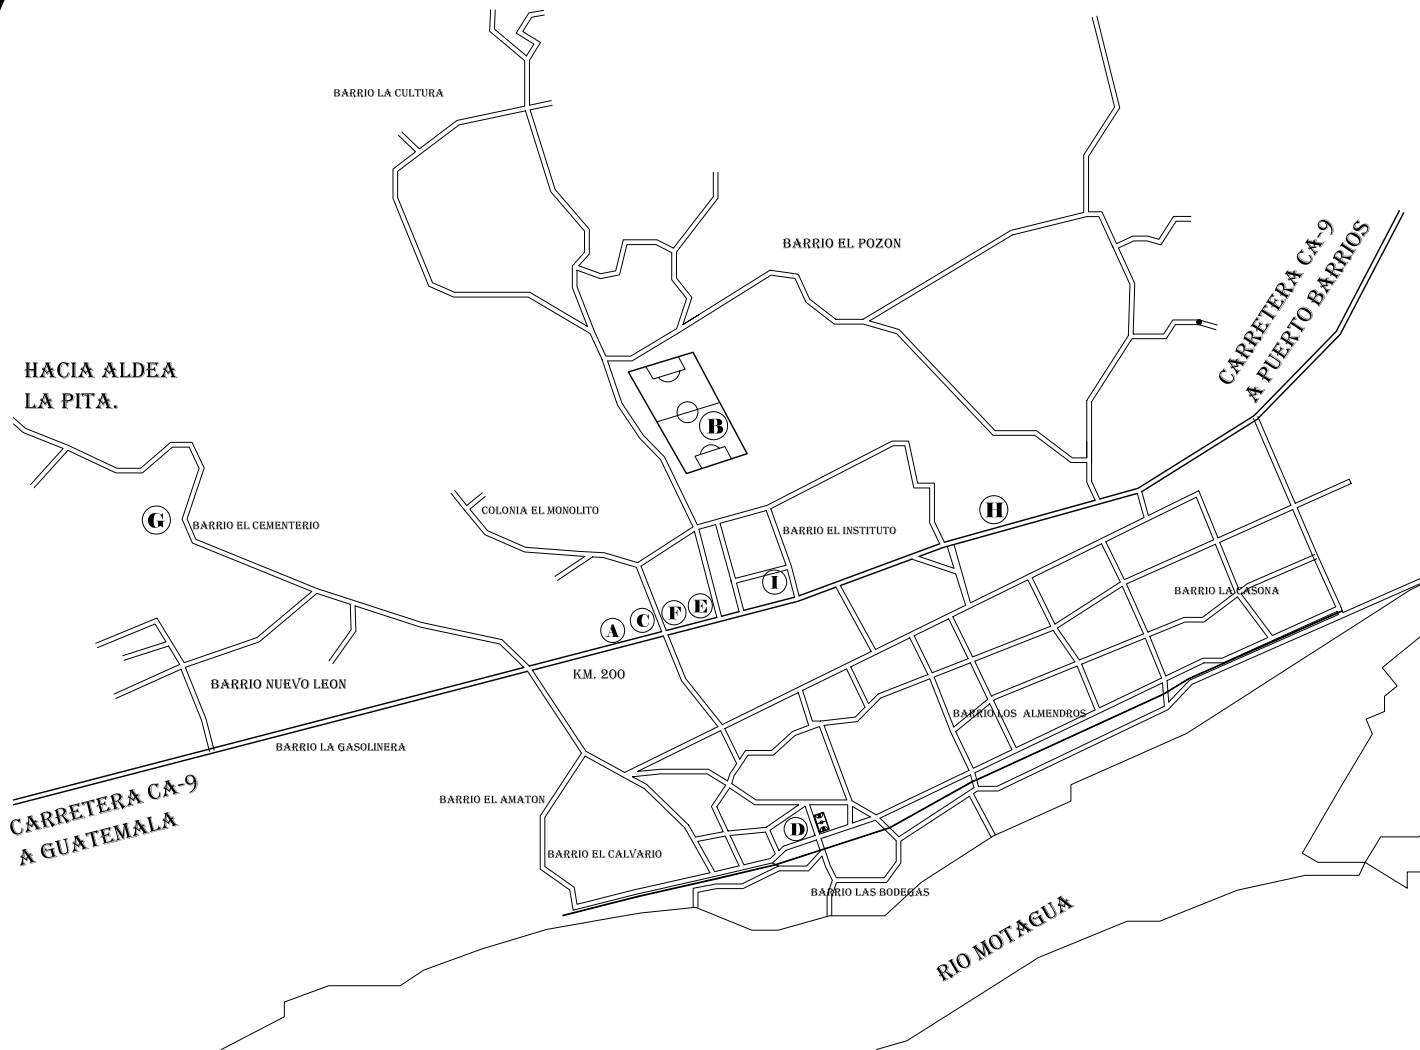 BARRIO LA CULTURA
BARRIO EL POZON
CARRETERA CA-9
A PUERTO BARRIOS
HACIA ALDEA
LA PITA.
B
G
BARRIO EL CEMENTERIO
COLONIA EL MONOLITO
BARRIO EL INSTITUTO
H
I
BARRIO LA CASONA
A
C
F
E
KM. 200
BARRIO NUEVO LEON
BARRIO LOS ALMENDROS
BARRIO LA GASOLINERA
CARRETERA CA-9
A GUATEMALA
BARRIO EL AMATON
D
BARRIO EL CALVARIO
BARRIO LAS BODEGAS
RIO MOTAGUA